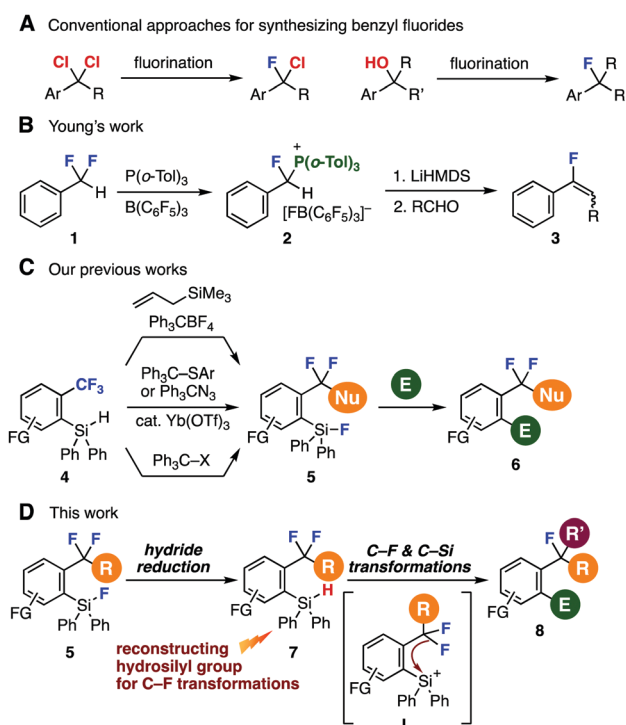 A Conventional approaches for synthesizing benzyl fluorides
Cl Cl
Ar R
fluorination
F Cl
Ar R
HO R
Ar R'
fluorination
F R
Ar R
B Young's work
F F
H
1
P(o-Tol)3
B(C6F5)3
F P(o-Tol)3
+
H
[FB(C6F5)3]–
2
1. LiHMDS
2. RCHO
F
R
3
C Our previous works
SiMe3
Ph3CBF4
CF3
H
Si
FG
Ph Ph
4
Ph3C–SAr
or Ph3CN3
cat. Yb(OTf)3
Ph3C–X
F F
Nu
Si–F
FG
Ph Ph
5
E
F F
Nu
E
FG
6
D This work
F F
R
F
Si
FG
Ph Ph
5
hydride
reduction
reconstructing
hydrosilyl group
for C–F transformations
F F
R
H
Si
FG
Ph Ph
7
C–F & C–Si
transformations
R
F
F
Si+
FG
Ph Ph
I
F R'
R
E
FG
8